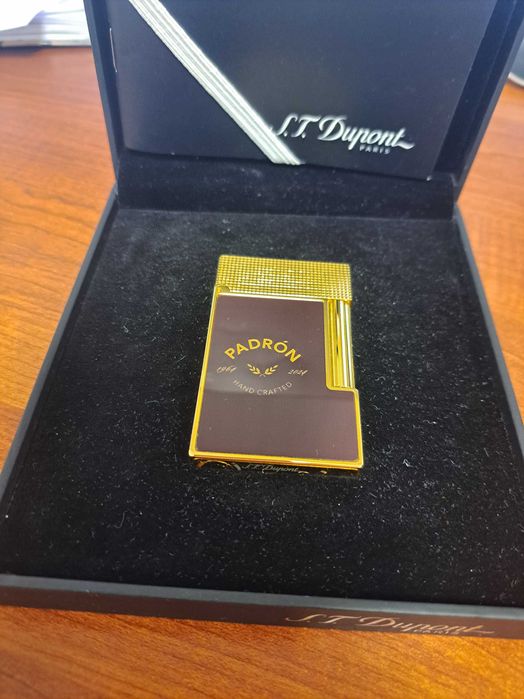 S.T. Dupont
PARIS
PADRÓN
1964 2024
HAND CRAFTED
S.T. Dupont
S.T. Dupont
PARIS